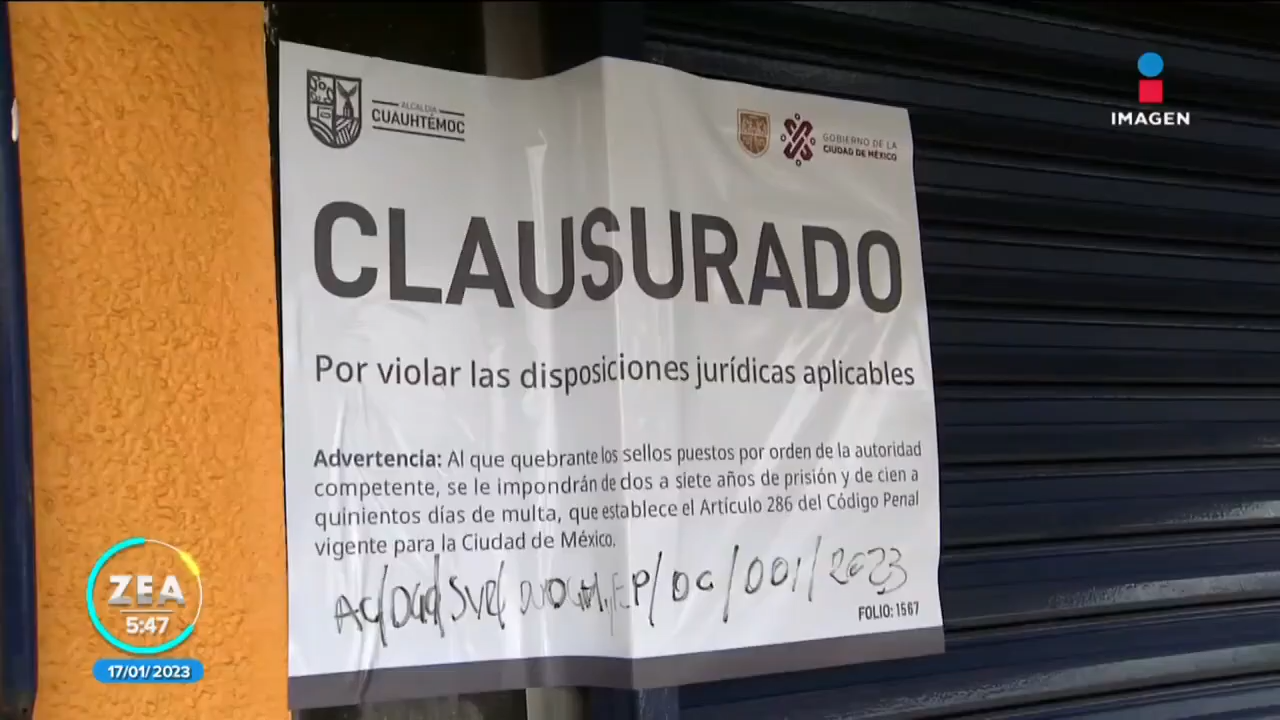 ALCALDÍA
CUAUHTÉMOC
GOBIERNO DE LA
CIUDAD DE MÉXICO
IMAGEN
CLAUSURADO
Por violar las disposiciones jurídicas aplicables
Advertencia: Al que quebrante los sellos puestos por orden de la autoridad
competente, se le impondrán de dos a siete años de prisión y de cien a
quinientos días de multa, que establece el Artículo 286 del Código Penal
vigente para la Ciudad de México.
/001/2023
FOLIO: 1567
ZEA
5:47
17/01/2023